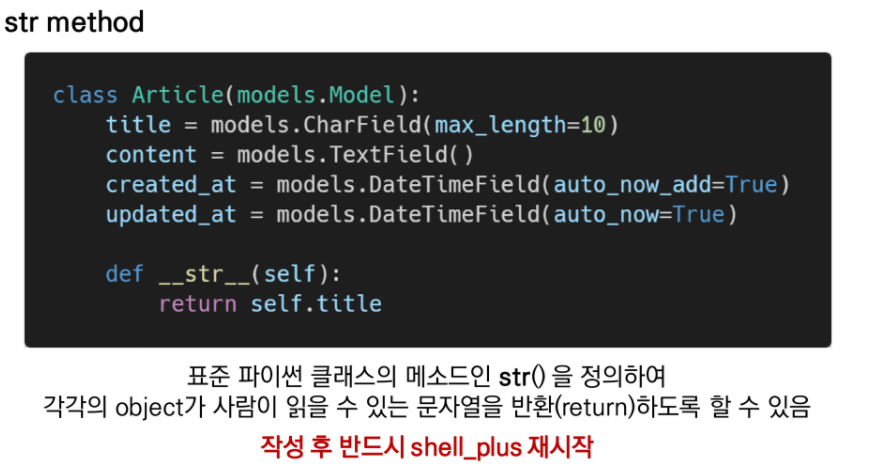 str method
class Article(models.Model):
    title = models.CharField(max_length=10)
    content = models.TextField()
    created_at = models.DateTimeField(auto_now_add=True)
    updated_at = models.DateTimeField(auto_now=True)
    def __str__(self):
        return self.title
표준 파이썬 클래스의 메소드인 str() 을 정의하여
각각의 object가 사람이 읽을 수 있는 문자열을 반환(return)하도록 할 수 있음
작성 후 반드시 shell_plus 재시작